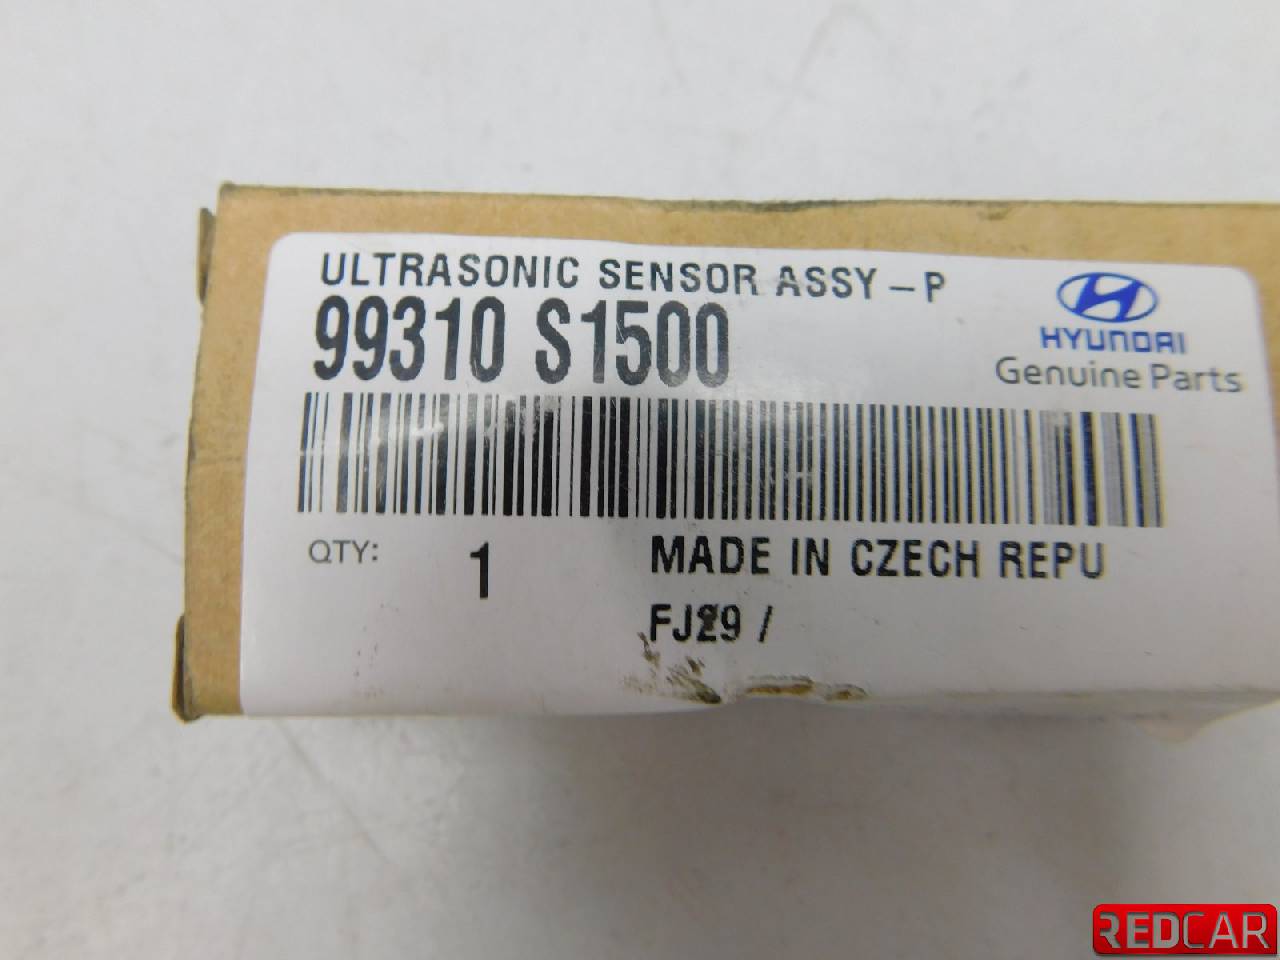 ULTRASONIC SENSOR ASSY - P
99310 S1500
HYUNDAI
Genuine Parts
QTY: 1
MADE IN CZECH REPU
FJ29 /
REDCAR